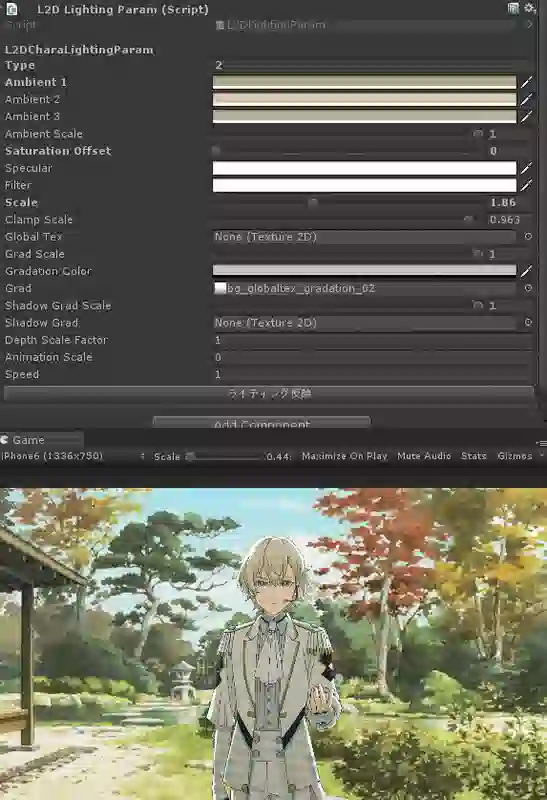 L2D Lighting Param (Script)
Script L2DLightingParam
L2DCharaLightingParam
Type 2
Ambient 1
Ambient 2
Ambient 3
Ambient Scale 1
Saturation Offset 0
Specular
Filter
Scale 1.86
Clamp Scale 0.963
Global Tex None (Texture 2D)
Grad Scale 1
Gradation Color
Grad bg_globaltex_gradation_02
Shadow Grad Scale 1
Shadow Grad None (Texture 2D)
Depth Scale Factor 1
Animation Scale 0
Speed 1
ライティング反映
Add Component
Game
iPhone6 (1336x750) Scale 0.44: Maximize On Play Mute Audio Stats Gizmos